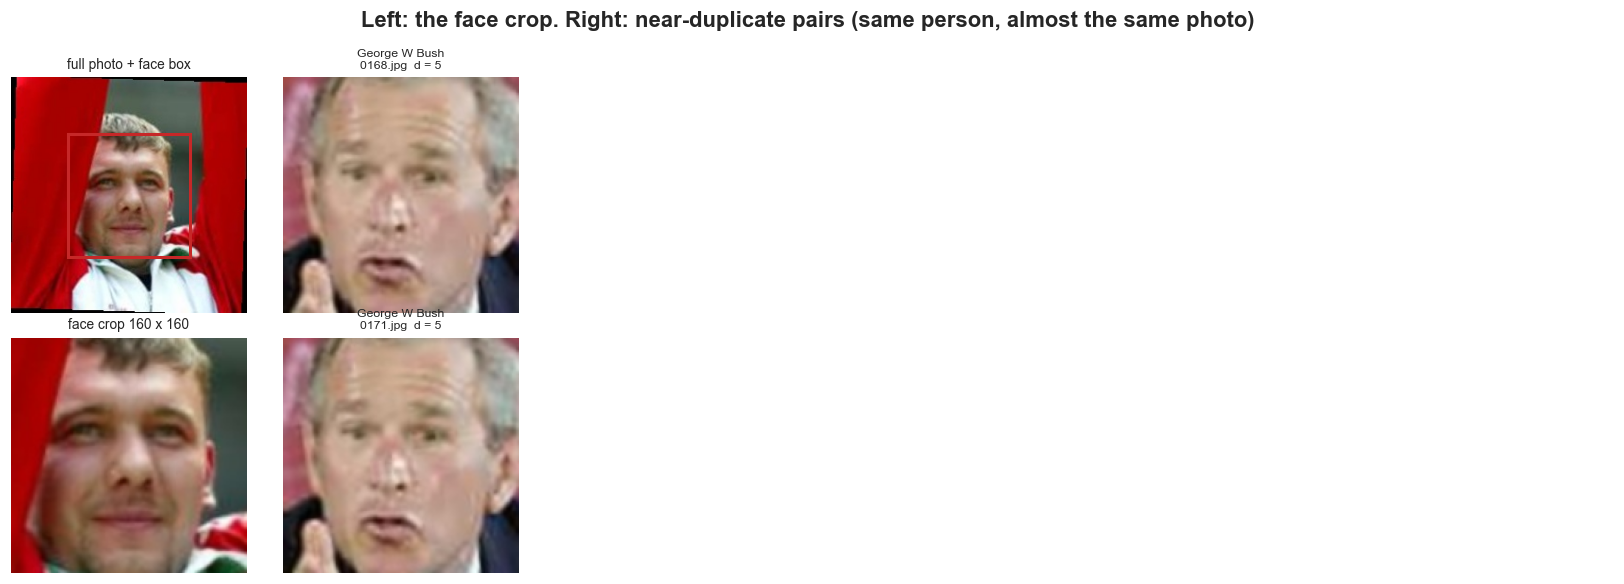 Left: the face crop. Right: near-duplicate pairs (same person, almost the same photo)
full photo + face box
George W Bush
0168.jpg  d = 5
face crop 160 x 160
George W Bush
0171.jpg  d = 5